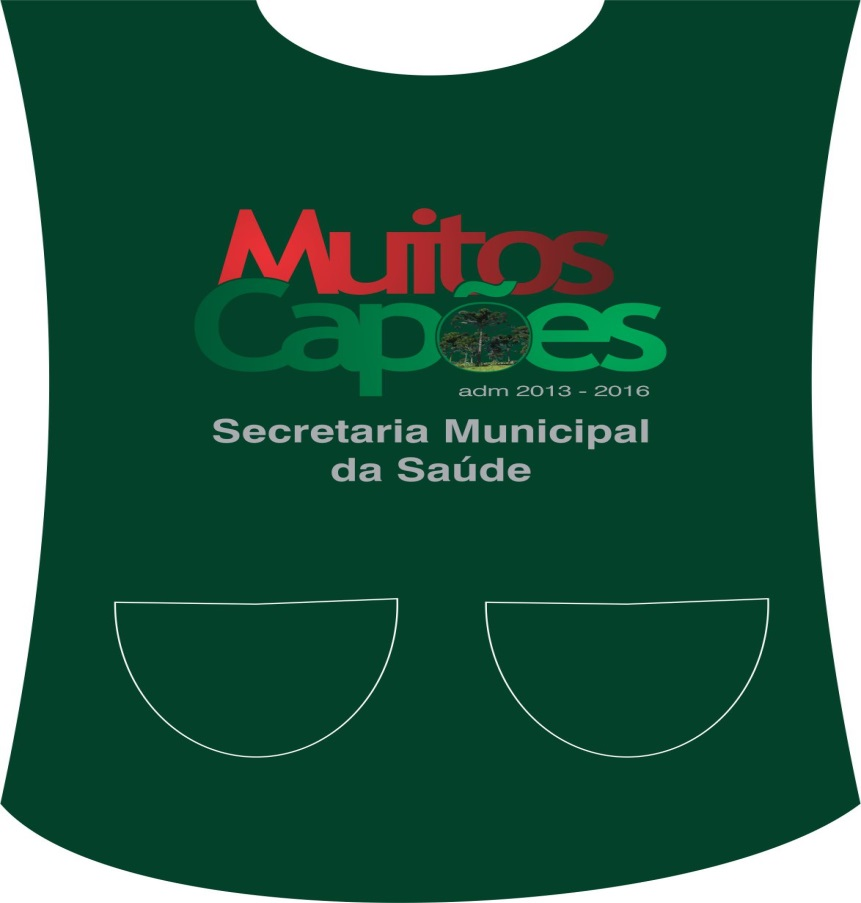 Muitos
Capões
adm 2013 - 2016
Secretaria Municipal
da Saúde